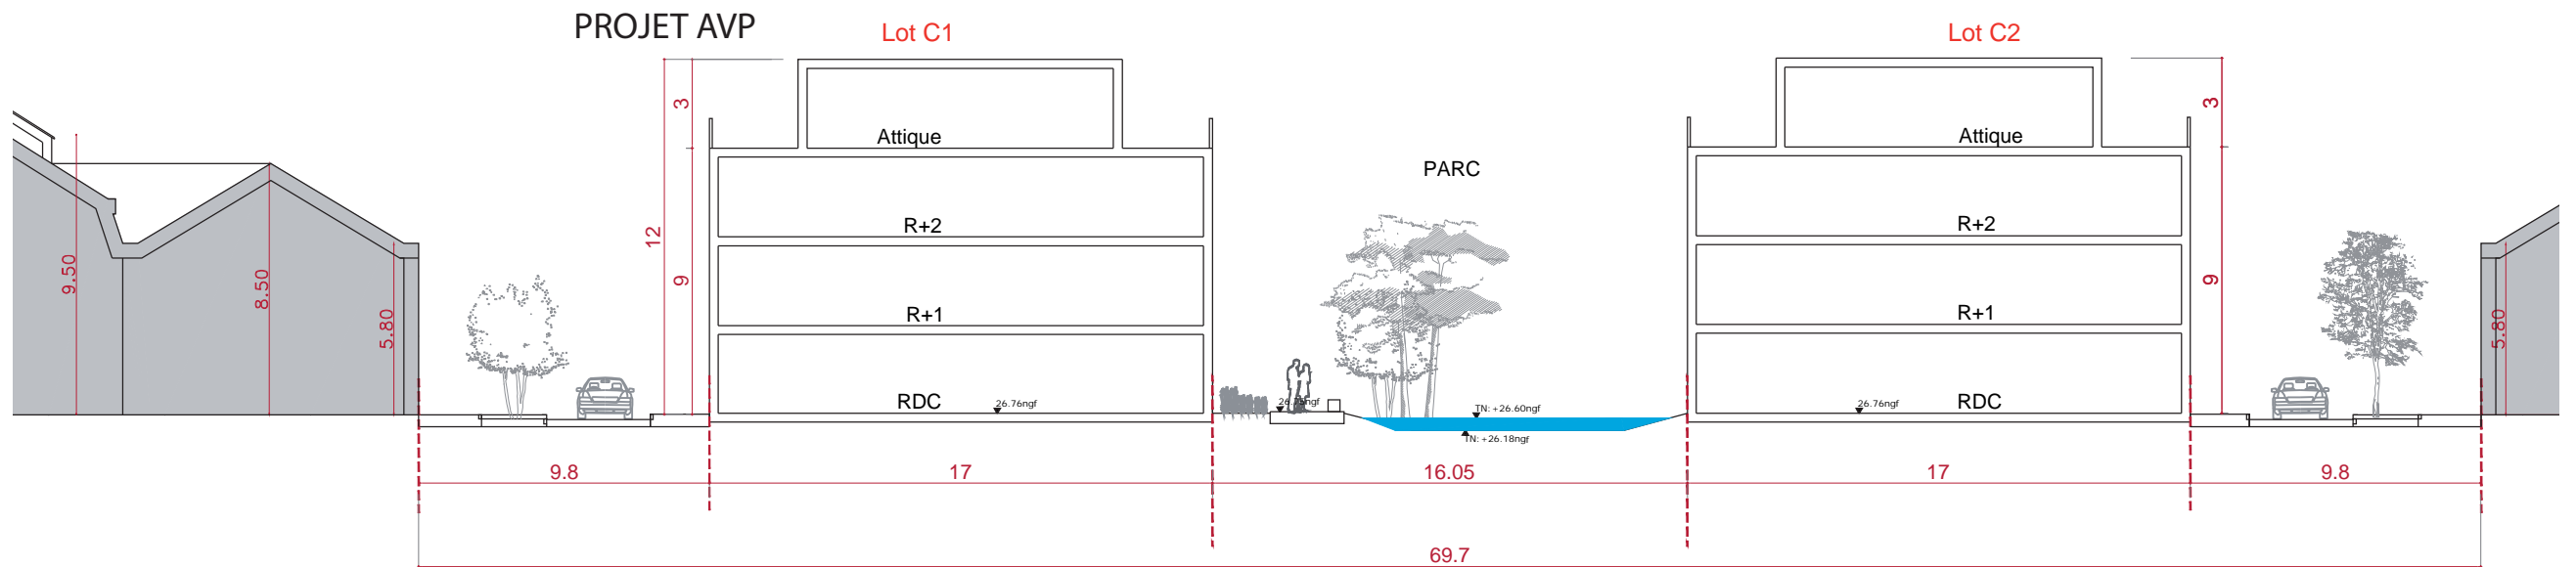 PROJET AVP
Lot C1
Lot C2
3
3
Attique
Attique
PARC
R+2
R+2
12
9.50
8.50
9
9
5.80
5.80
R+1
R+1
RDC
26.76ngf
TN: +26.60ngf
26.76ngf
RDC
TN: +26.18ngf
9.8
17
16.05
17
9.8
69.7